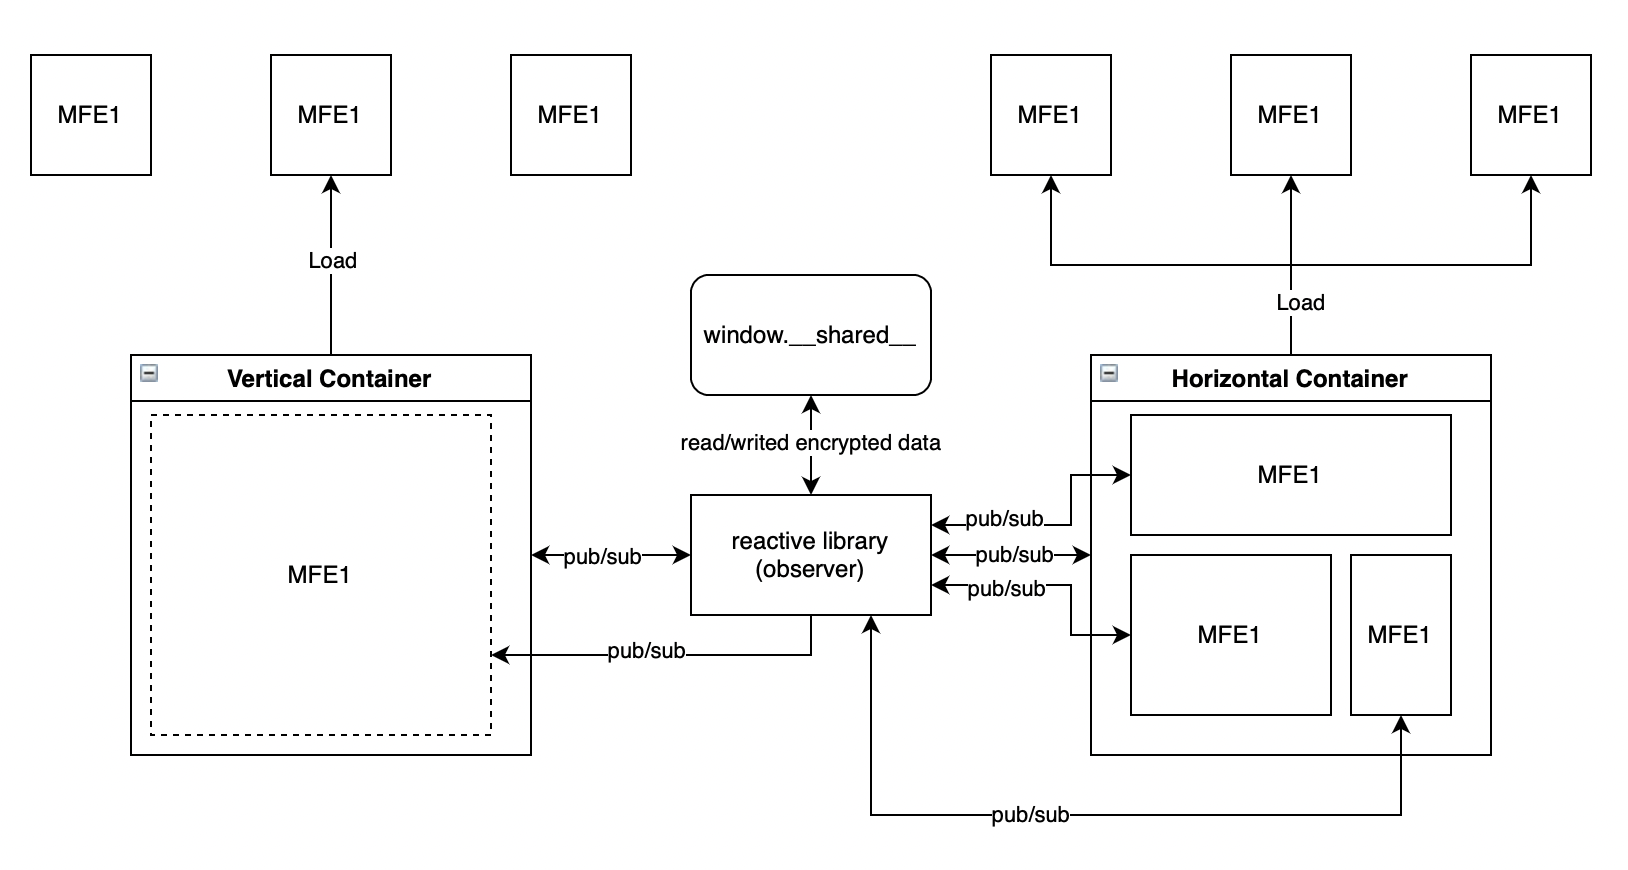 MFE1
MFE1
MFE1
MFE1
MFE1
MFE1
Load
Load
window.__shared__
Vertical Container
Horizontal Container
read/writed encrypted data
MFE1
MFE1
pub/sub
reactive library
(observer)
pub/sub
pub/sub
pub/sub
MFE1
MFE1
pub/sub
pub/sub